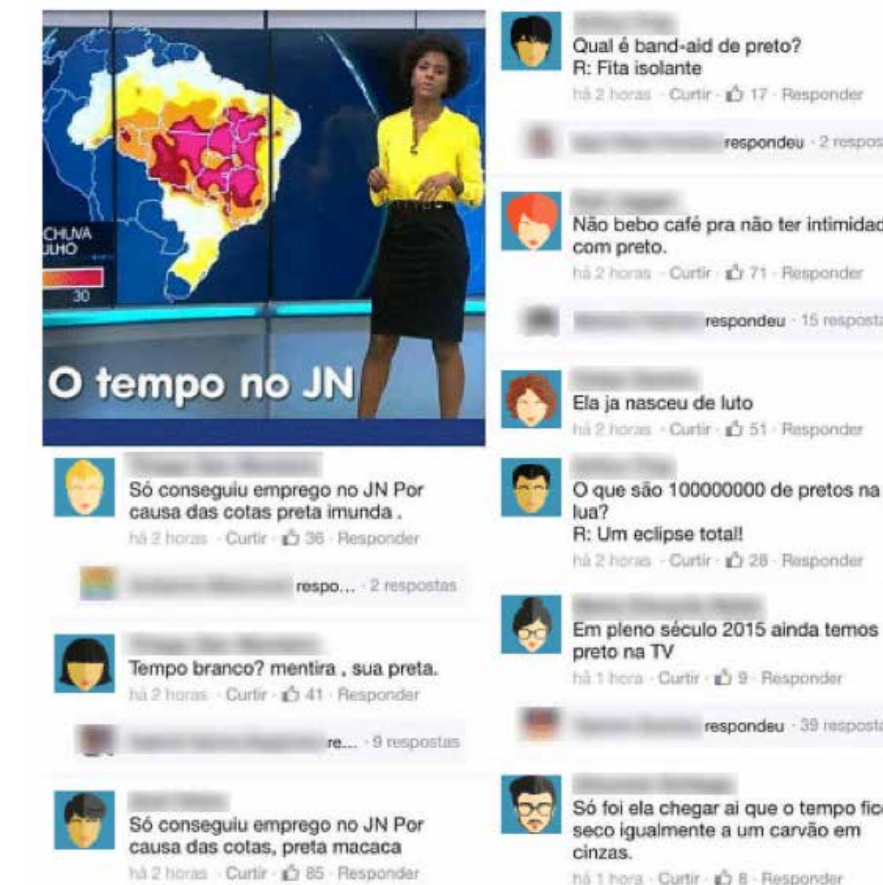 CHUVA
ULHO
30
O tempo no JN
Só conseguiu emprego no JN Por
causa das cotas preta imunda .
há 2 horas · Curtir · 36 · Responder
respo... · 2 respostas
Tempo branco? mentira , sua preta.
há 2 horas · Curtir · 41 · Responder
re... · 9 respostas
Só conseguiu emprego no JN Por
causa das cotas, preta macaca
há 2 horas · Curtir · 85 · Responder
Qual é band-aid de preto?
R: Fita isolante
há 2 horas · Curtir · 17 · Responder
respondeu · 2 respos
Não bebo café pra não ter intimidad
com preto.
há 2 horas · Curtir · 71 · Responder
respondeu · 15 resposta
Ela ja nasceu de luto
há 2 horas · Curtir · 51 · Responder
O que são 100000000 de pretos na
lua?
R: Um eclipse total!
há 2 horas · Curtir · 28 · Responder
Em pleno século 2015 ainda temos
preto na TV
há 1 hora · Curtir · 9 · Responder
respondeu · 39 resposta
Só foi ela chegar ai que o tempo fico
seco igualmente a um carvão em
cinzas.
há 1 hora · Curtir · 8 · Responder